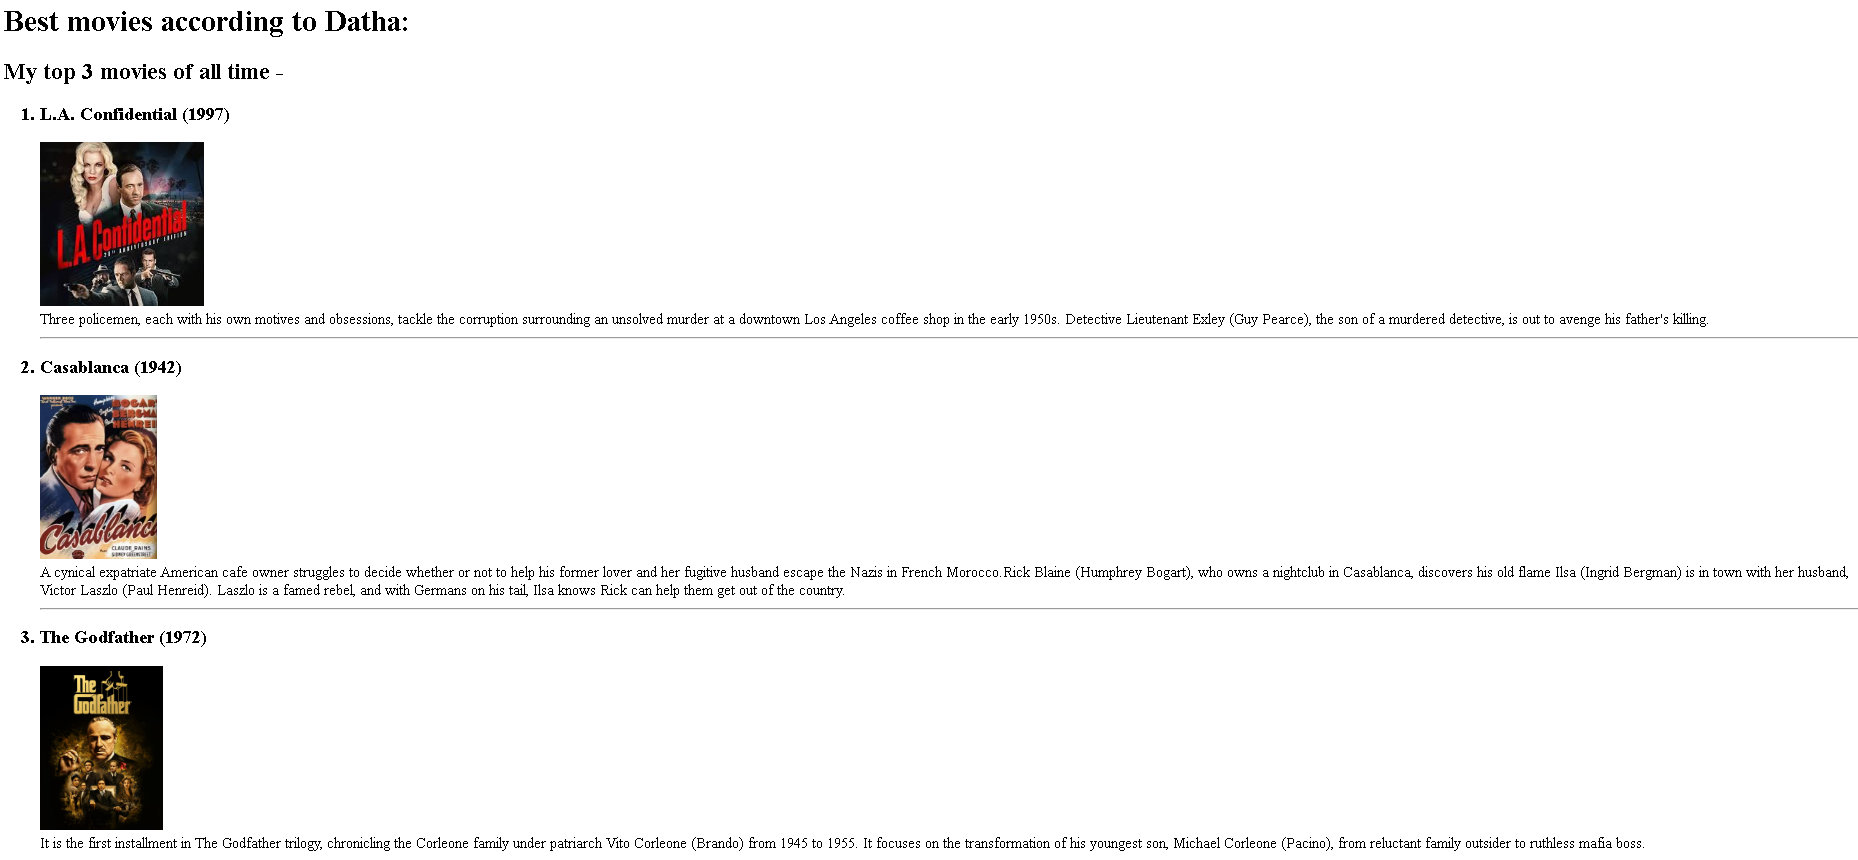 Best movies according to Datha:
My top 3 movies of all time -
1. L.A. Confidential (1997)
L.A. Confidential
20TH ANNIVERSARY EDITION
Three policemen, each with his own motives and obsessions, tackle the corruption surrounding an unsolved murder at a downtown Los Angeles coffee shop in the early 1950s. Detective Lieutenant Exley (Guy Pearce), the son of a murdered detective, is out to avenge his father's killing.
2. Casablanca (1942)
BOGAR
BERGMA
HENREI
Casablanc
CLAUDE RAINS
A cynical expatriate American cafe owner struggles to decide whether or not to help his former lover and her fugitive husband escape the Nazis in French Morocco.Rick Blaine (Humphrey Bogart), who owns a nightclub in Casablanca, discovers his old flame Ilsa (Ingrid Bergman) is in town with her husband,
Victor Laszlo (Paul Henreid). Laszlo is a famed rebel, and with Germans on his tail, Ilsa knows Rick can help them get out of the country.
3. The Godfather (1972)
The
Godfather
It is the first installment in The Godfather trilogy, chronicling the Corleone family under patriarch Vito Corleone (Brando) from 1945 to 1955. It focuses on the transformation of his youngest son, Michael Corleone (Pacino), from reluctant family outsider to ruthless mafia boss.